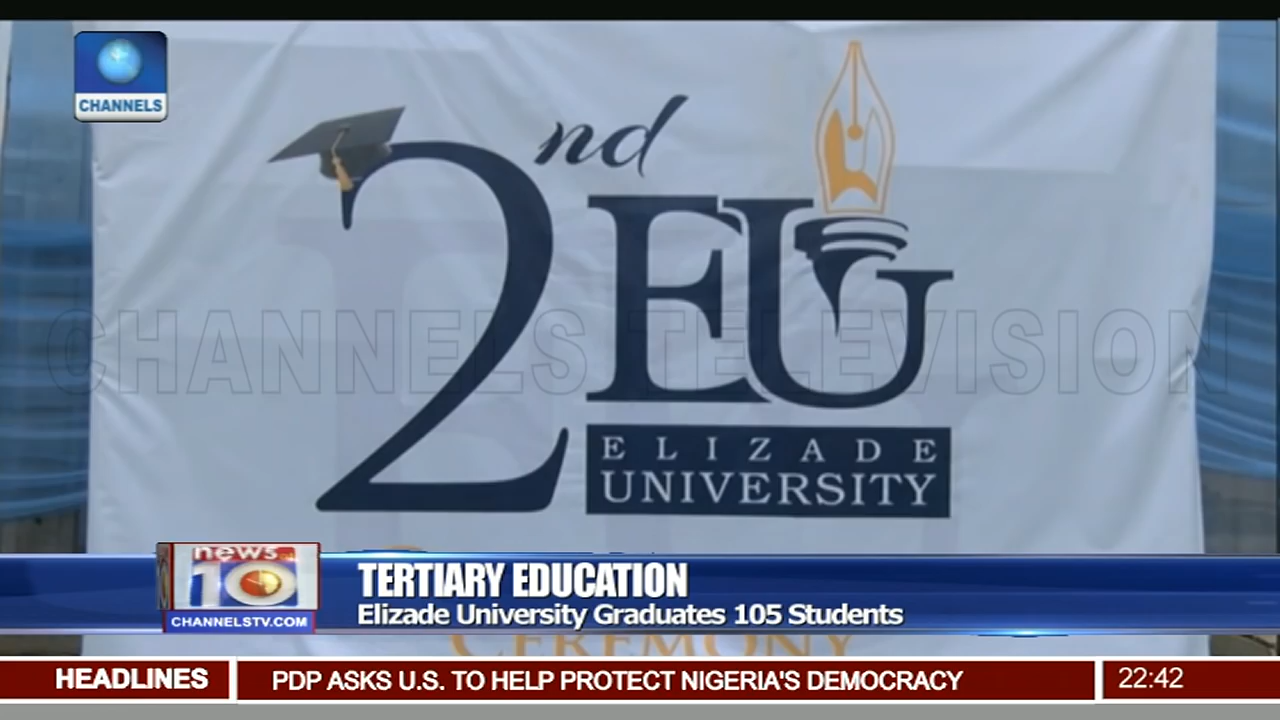 CHANNELS
2nd
EU
ELIZADE
UNIVERSITY
CHANNELS TELEVISION
news
10
CHANNELSTV.COM
TERTIARY EDUCATION
Elizade University Graduates 105 Students
CEREMONY
HEADLINES
PDP ASKS U.S. TO HELP PROTECT NIGERIA'S DEMOCRACY
22:42